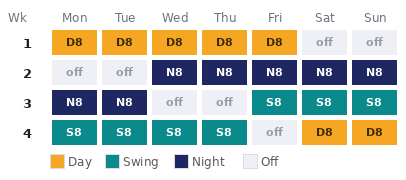 Wk Mon Tue Wed Thu Fri Sat Sun
1 D8 D8 D8 D8 D8 off off
2 off off N8 N8 N8 N8 N8
3 N8 N8 off off S8 S8 S8
4 S8 S8 S8 S8 off D8 D8
Day Swing Night Off